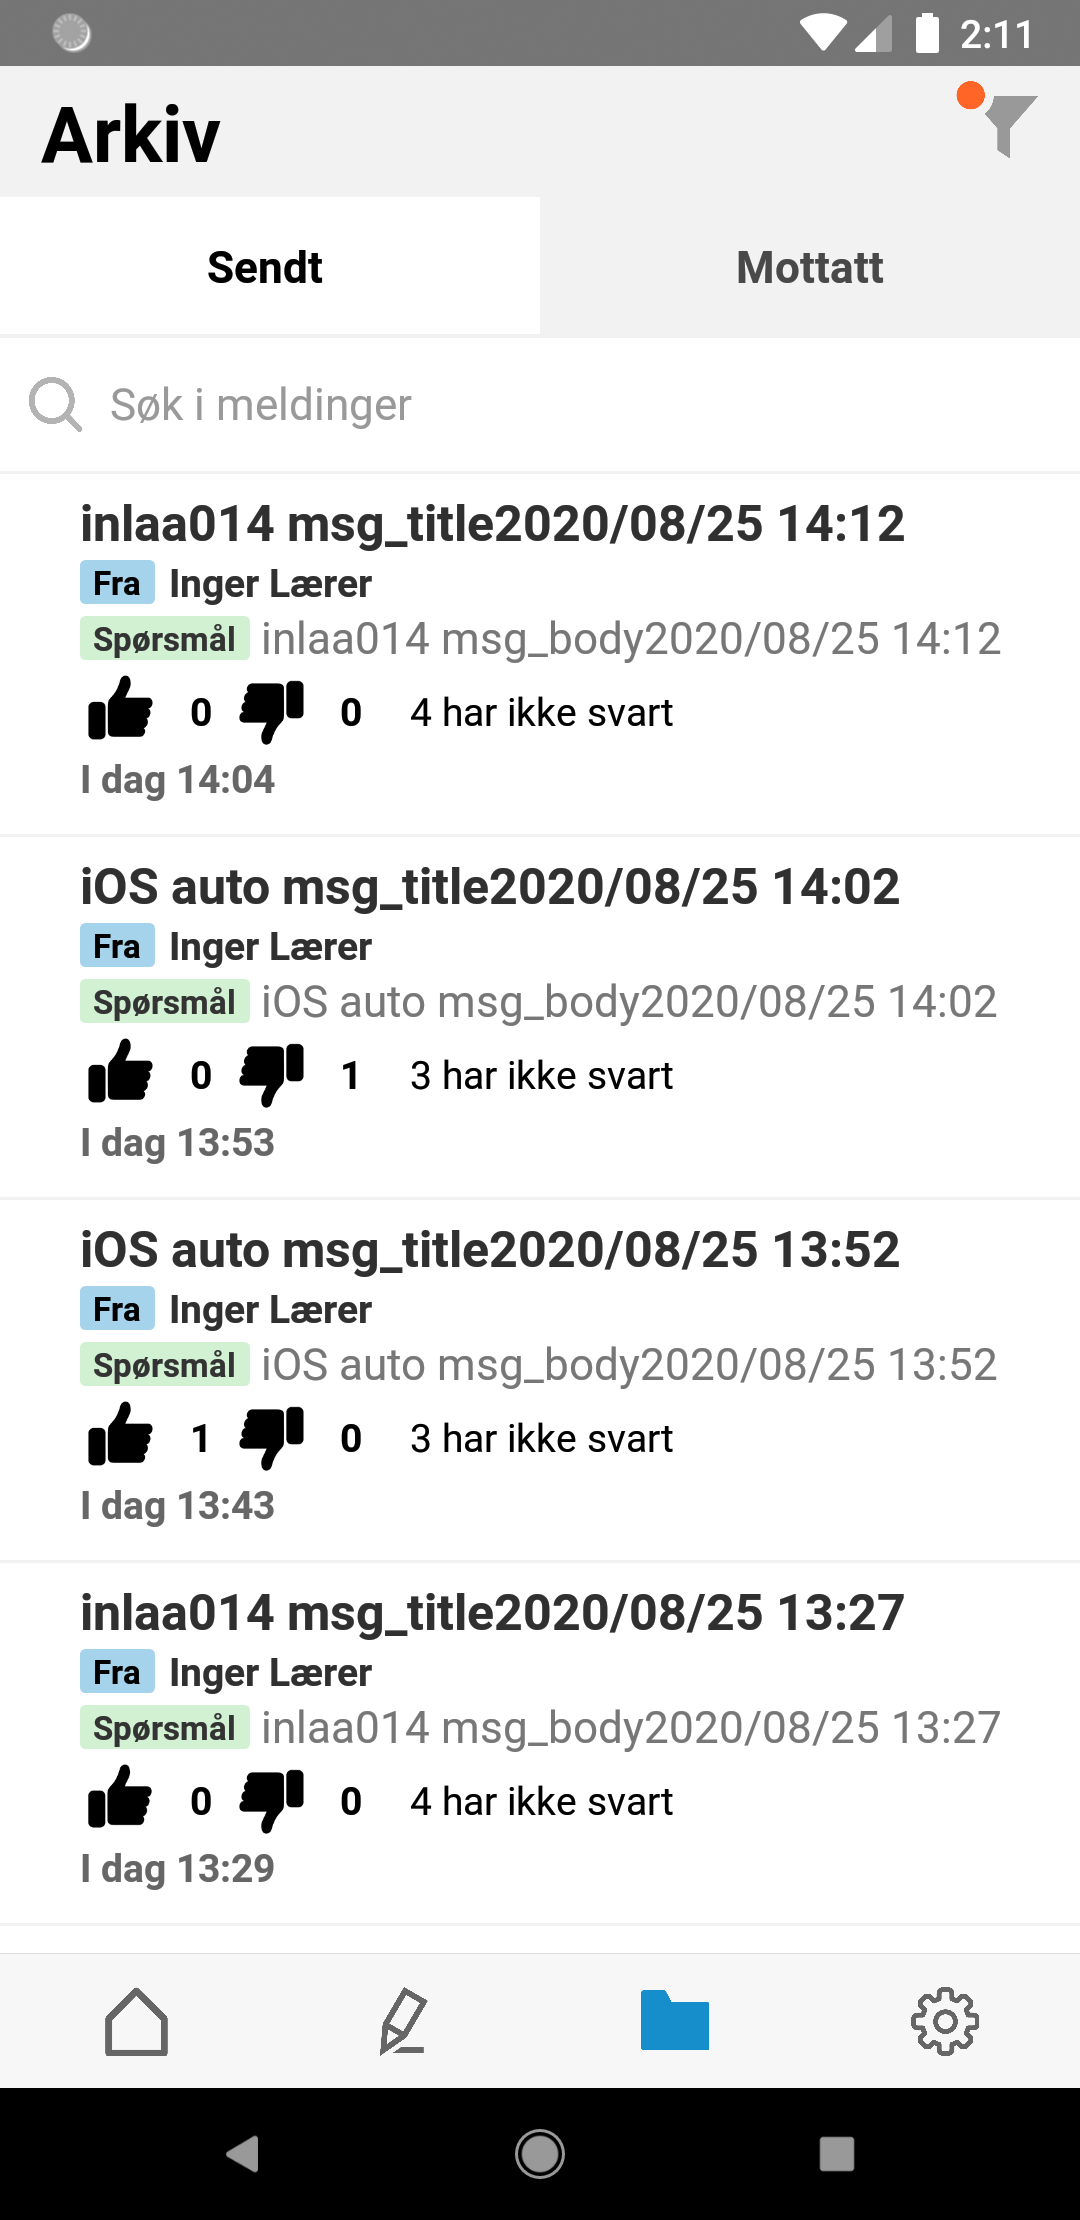 2:11
Arkiv
Sendt Mottatt
Søk i meldinger
inlaa014 msg_title2020/08/25 14:12
Fra Inger Lærer
Spørsmål inlaa014 msg_body2020/08/25 14:12
0 0 4 har ikke svart
I dag 14:04
iOS auto msg_title2020/08/25 14:02
Fra Inger Lærer
Spørsmål iOS auto msg_body2020/08/25 14:02
0 1 3 har ikke svart
I dag 13:53
iOS auto msg_title2020/08/25 13:52
Fra Inger Lærer
Spørsmål iOS auto msg_body2020/08/25 13:52
1 0 3 har ikke svart
I dag 13:43
inlaa014 msg_title2020/08/25 13:27
Fra Inger Lærer
Spørsmål inlaa014 msg_body2020/08/25 13:27
0 0 4 har ikke svart
I dag 13:29